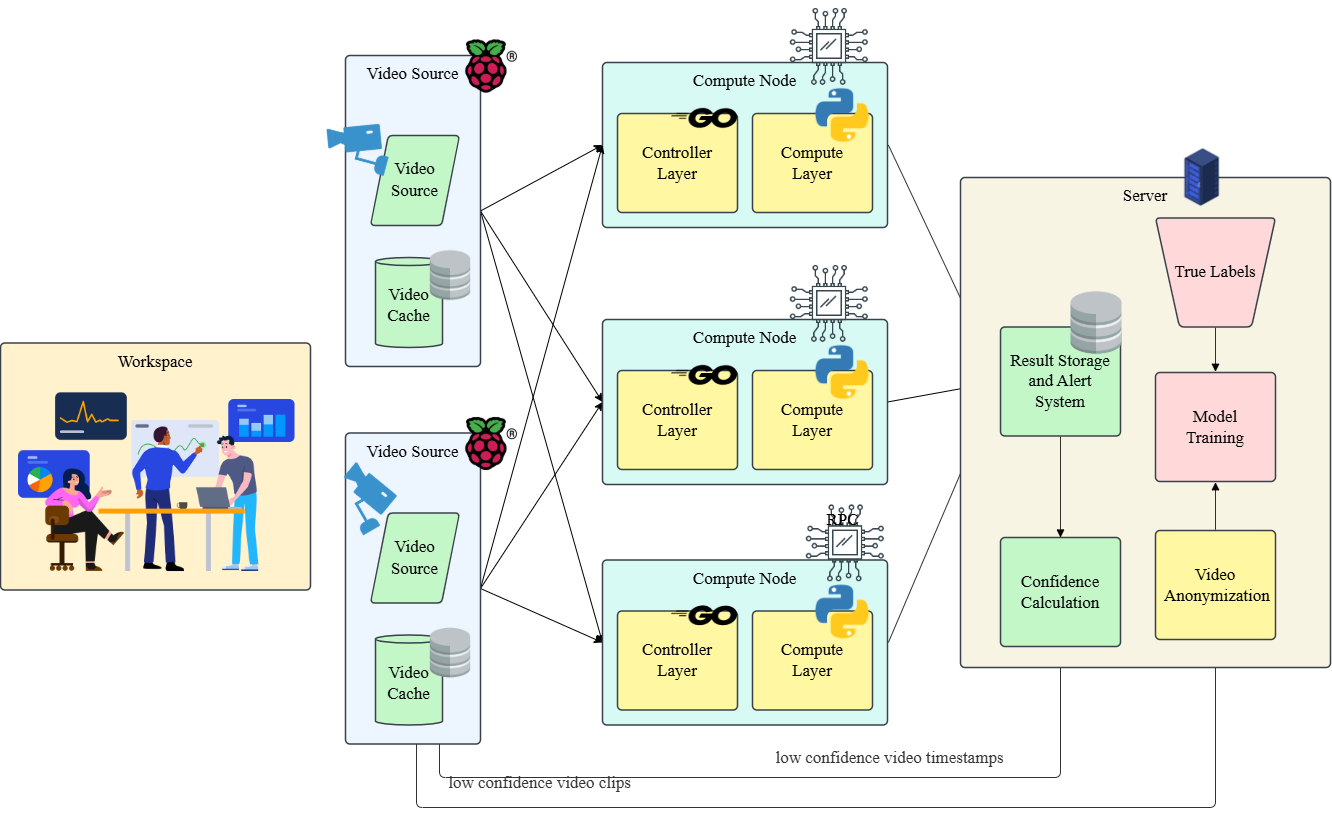 Workspace
Video Source
®
Video
Source
Video
Cache
Video Source
®
Video
Source
Video
Cache
Compute Node
GO
Controller
Layer
Compute
Layer
Compute Node
GO
Controller
Layer
Compute
Layer
RPC
Compute Node
GO
Controller
Layer
Compute
Layer
Server
True Labels
Result Storage
and Alert
System
Model
Training
Confidence
Calculation
Video
Anonymization
low confidence video timestamps
low confidence video clips